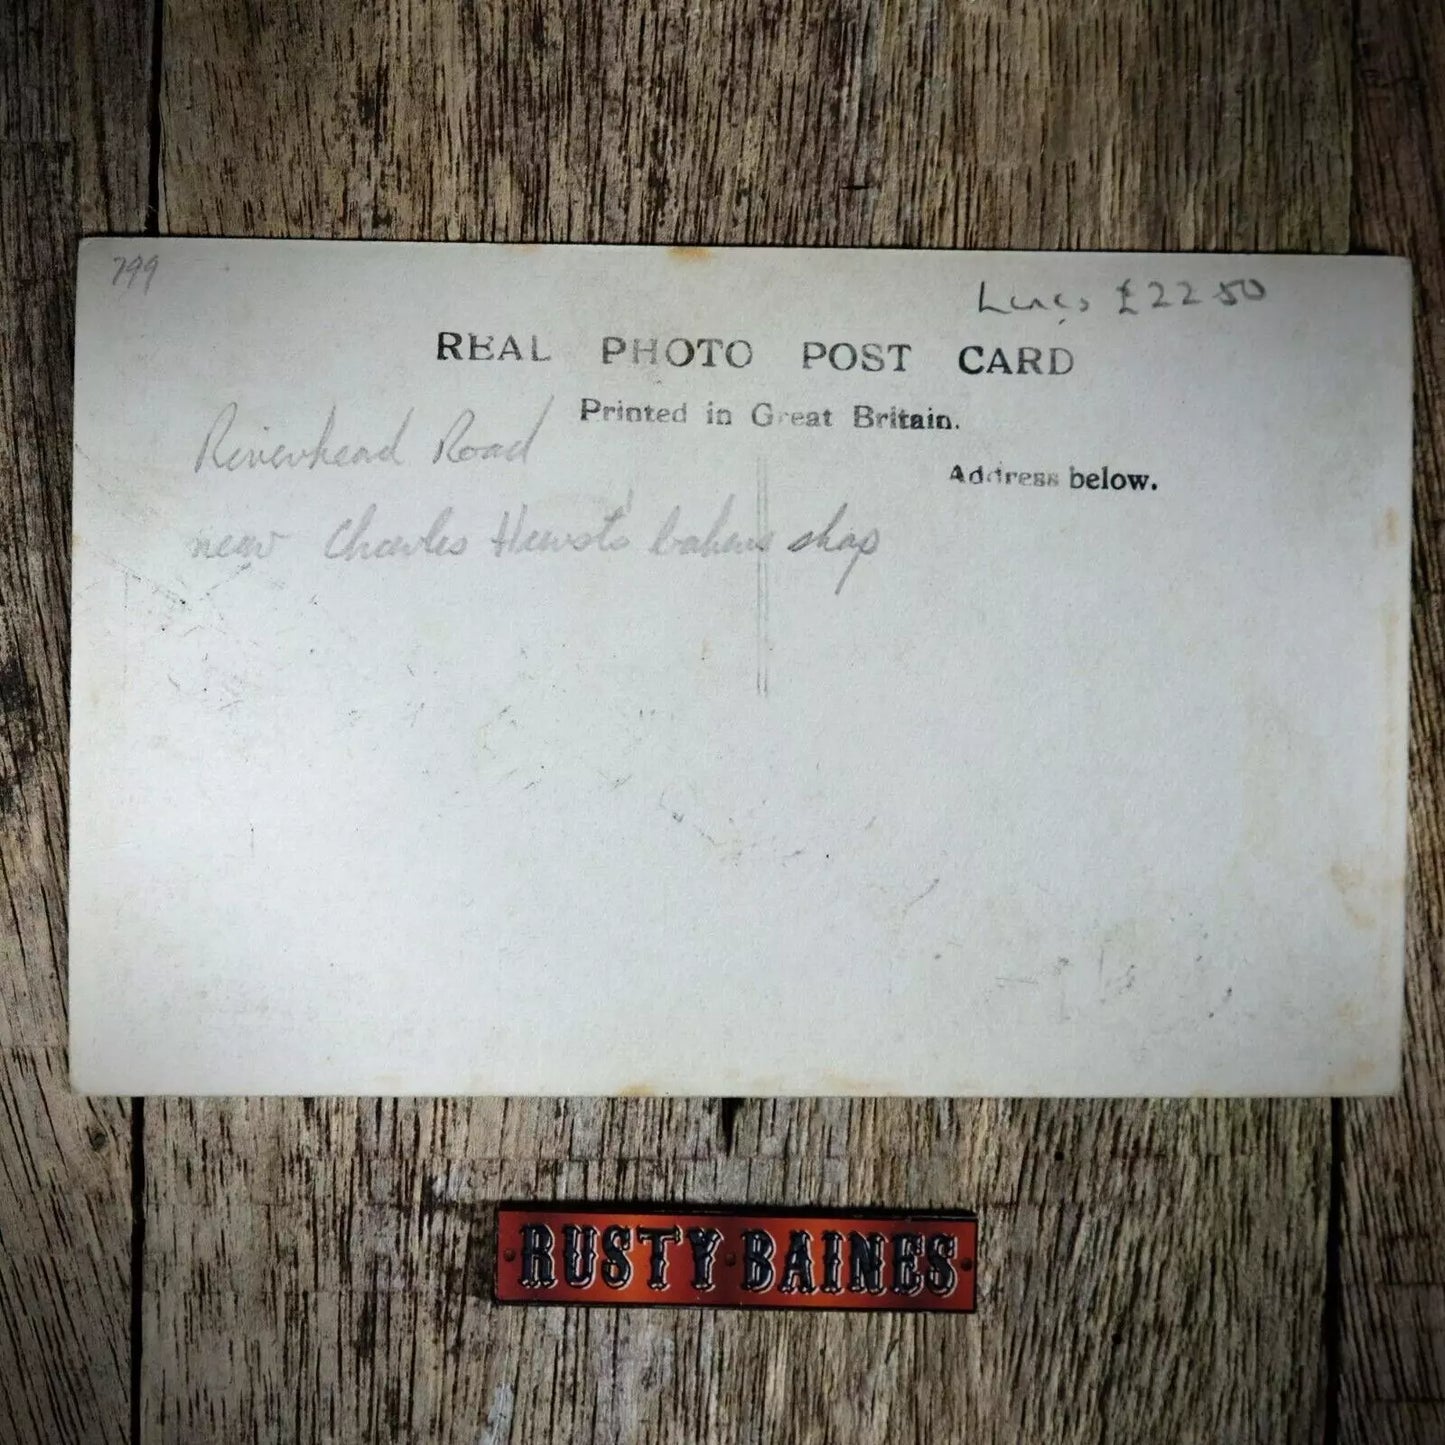 799
Lincs £22 50
REAL PHOTO POST CARD
Printed in Great Britain.
Riverhead Road
Address below.
near Charles Hewst's bakers shop
RUSTY BAINES